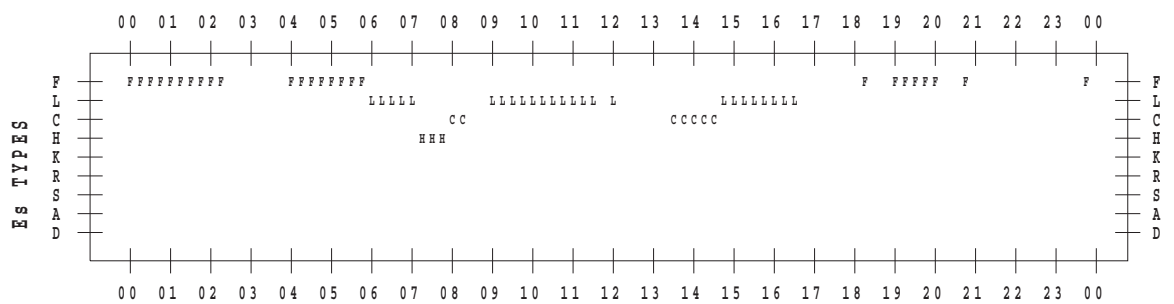 00 01 02 03 04 05 06 07 08 09 10 11 12 13 14 15 16 17 18 19 20 21 22 23 00
Es TYPES
F FFFFFFFFFF FFFFFFFF F FFFFF F F F
L LLLLL LLLLLLLLLLL L LLLLLLLL L
C CC CCCCC C
H HHH H
K K
R R
S S
A A
D D
00 01 02 03 04 05 06 07 08 09 10 11 12 13 14 15 16 17 18 19 20 21 22 23 00